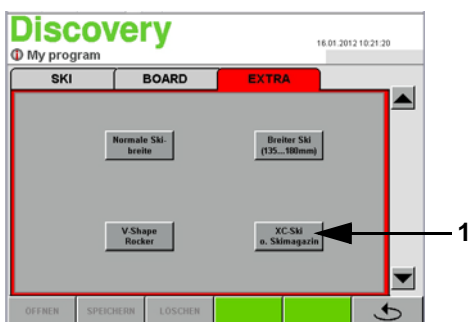 Discovery
16.01.2012 10:21:20
My program
SKI BOARD EXTRA
Normale Ski-
breite
Breiter Ski
(135...180mm)
V-Shape
Rocker
XC-Ski
o. Skimagazin
1
ÖFFNEN SPEICHERN LÖSCHEN